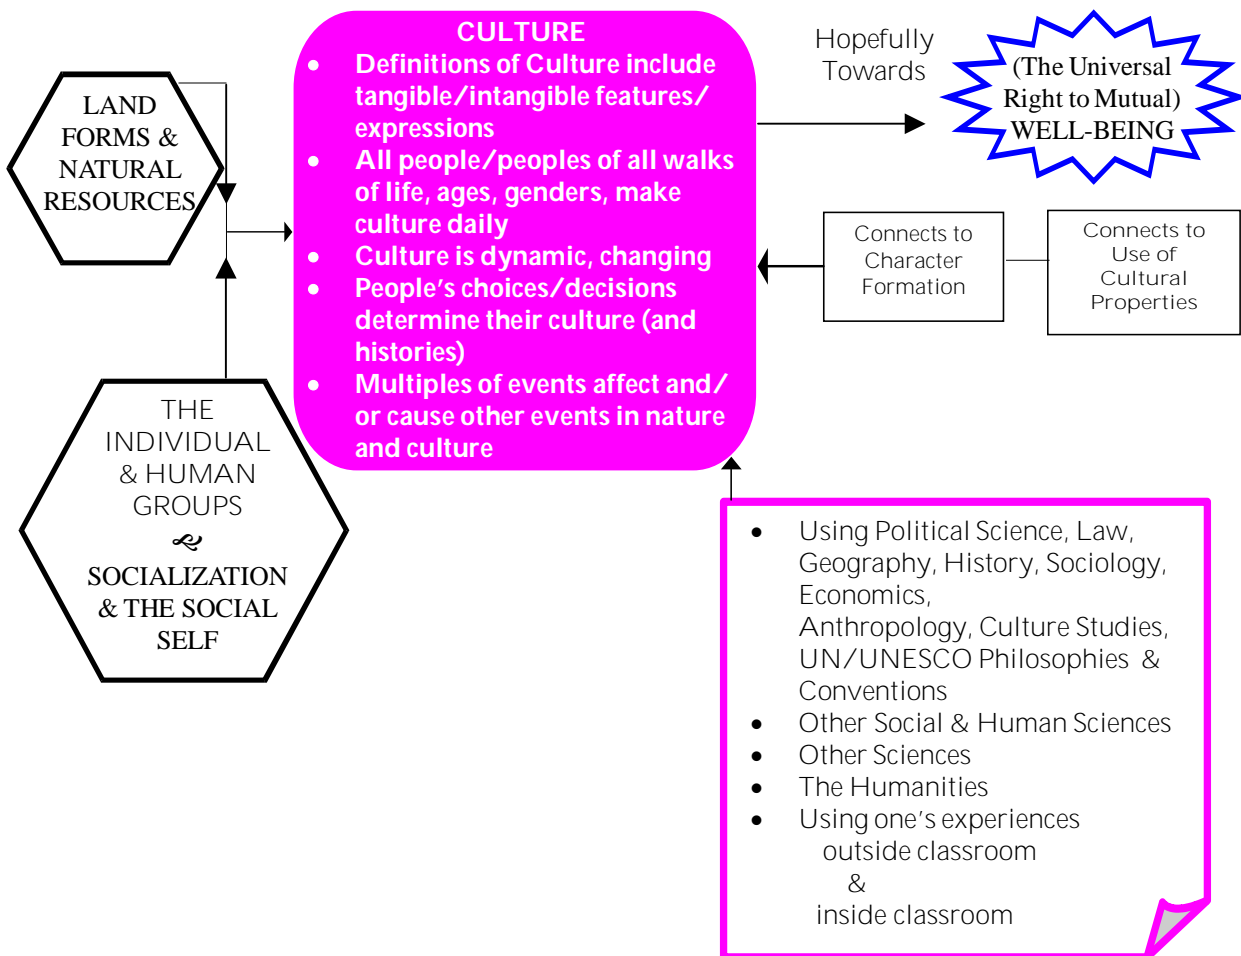 LAND
FORMS &
NATURAL
RESOURCES
THE
INDIVIDUAL
& HUMAN
GROUPS
SOCIALIZATION
& THE SOCIAL
SELF
CULTURE
• Definitions of Culture include
tangible/intangible features/
expressions
• All people/peoples of all walks
of life, ages, genders, make
culture daily
• Culture is dynamic, changing
• People’s choices/decisions
determine their culture (and
histories)
• Multiples of events affect and/
or cause other events in nature
and culture
Hopefully
Towards
(The Universal
Right to Mutual)
WELL-BEING
Connects to
Character
Formation
Connects to
Use of
Cultural
Properties
• Using Political Science, Law,
Geography, History, Sociology,
Economics,
Anthropology, Culture Studies,
UN/UNESCO Philosophies &
Conventions
• Other Social & Human Sciences
• Other Sciences
• The Humanities
• Using one’s experiences
outside classroom
&
inside classroom